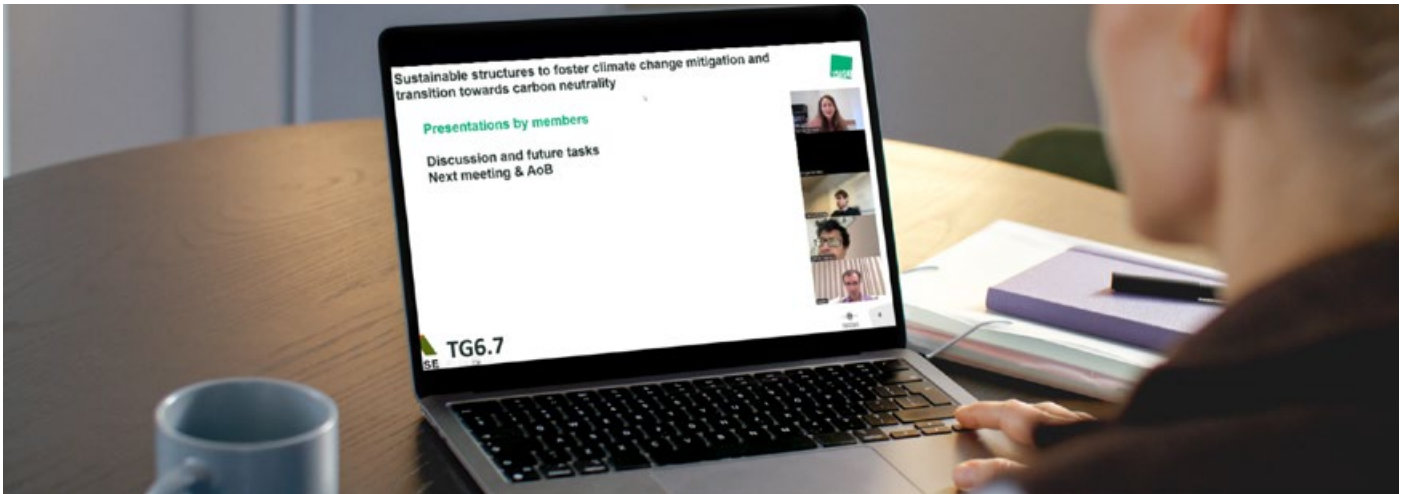 Sustainable structures to foster climate change mitigation and
transition towards carbon neutrality
Presentations by members
Discussion and future tasks
Next meeting & AoB
TG6.7
SE